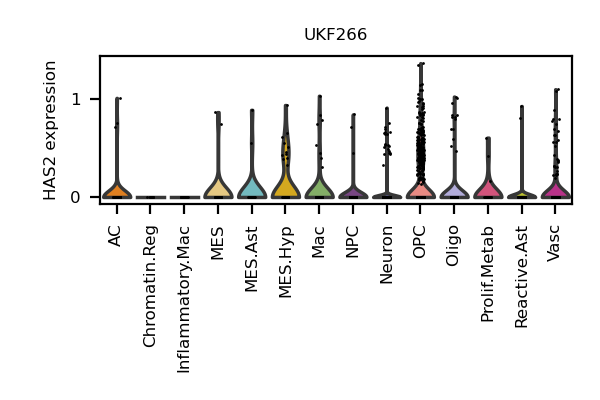 UKF266
HAS2 expression
1
0
AC
Chromatin.Reg
Inflammatory.Mac
MES
MES.Ast
MES.Hyp
Mac
NPC
Neuron
OPC
Oligo
Prolif.Metab
Reactive.Ast
Vasc